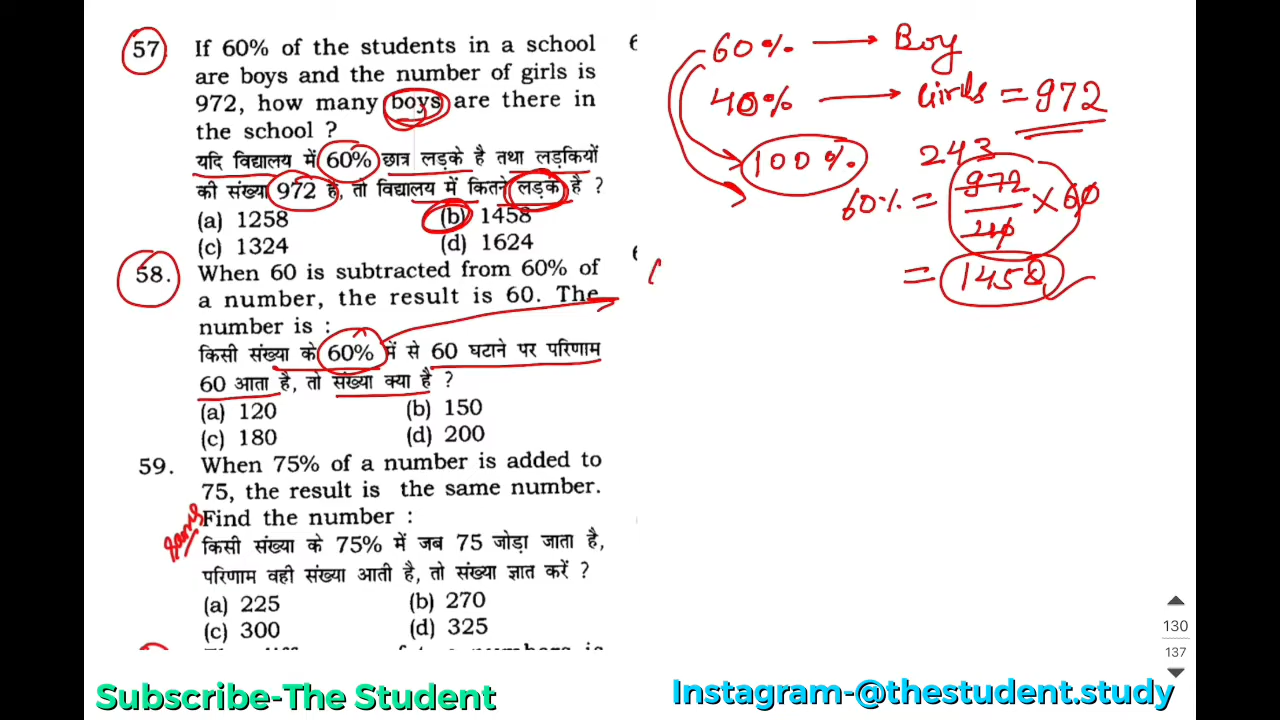 57 If 60% of the students in a school
are boys and the number of girls is
972, how many boys are there in
the school ?
यदि विद्यालय में 60% छात्र लड़के है तथा लड़कियों
की संख्या 972 है, तो विद्यालय में कितने लड़के है ?
(a) 1258 (b) 1458
(c) 1324 (d) 1624
58. When 60 is subtracted from 60% of
a number, the result is 60. The
number is :
किसी संख्या के 60% में से 60 घटाने पर परिणाम
60 आता है, तो संख्या क्या है ?
(a) 120 (b) 150
(c) 180 (d) 200
59. When 75% of a number is added to
75, the result is the same number.
Find the number :
किसी संख्या के 75% में जब 75 जोड़ा जाता है,
परिणाम वही संख्या आती है, तो संख्या ज्ञात करें ?
(a) 225 (b) 270
(c) 300 (d) 325
60% → Boy
40% → Girls = 972
100%
243
60% = 972/40 × 60
= 1458
130
137
Subscribe-The Student
Instagram-@thestudent.study